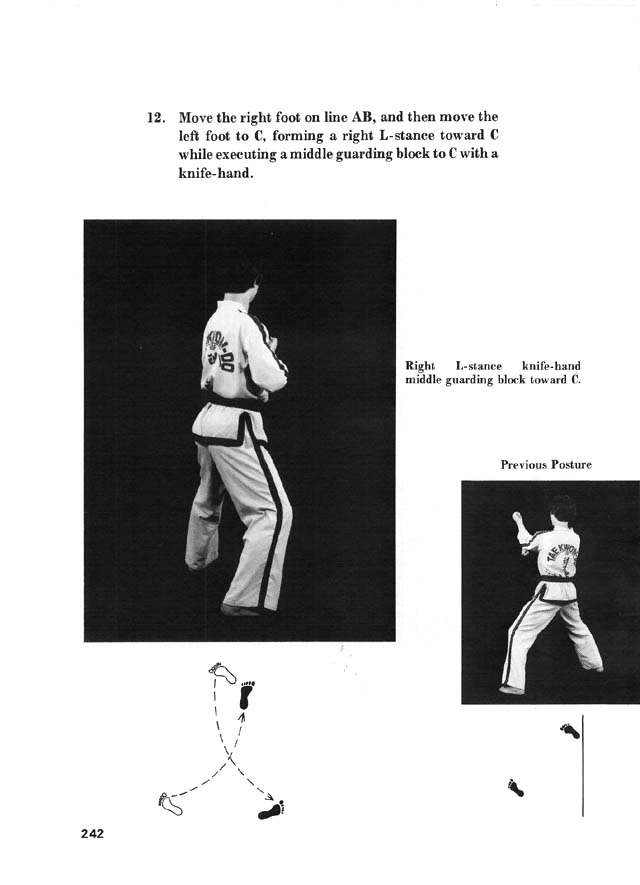 12. Move the right foot on line AB, and then move the
left foot to C, forming a right L-stance toward C
while executing a middle guarding block to C with a
knife-hand.
Right L-stance knife-hand
middle guarding block toward C.
Previous Posture
TAEKWON
242